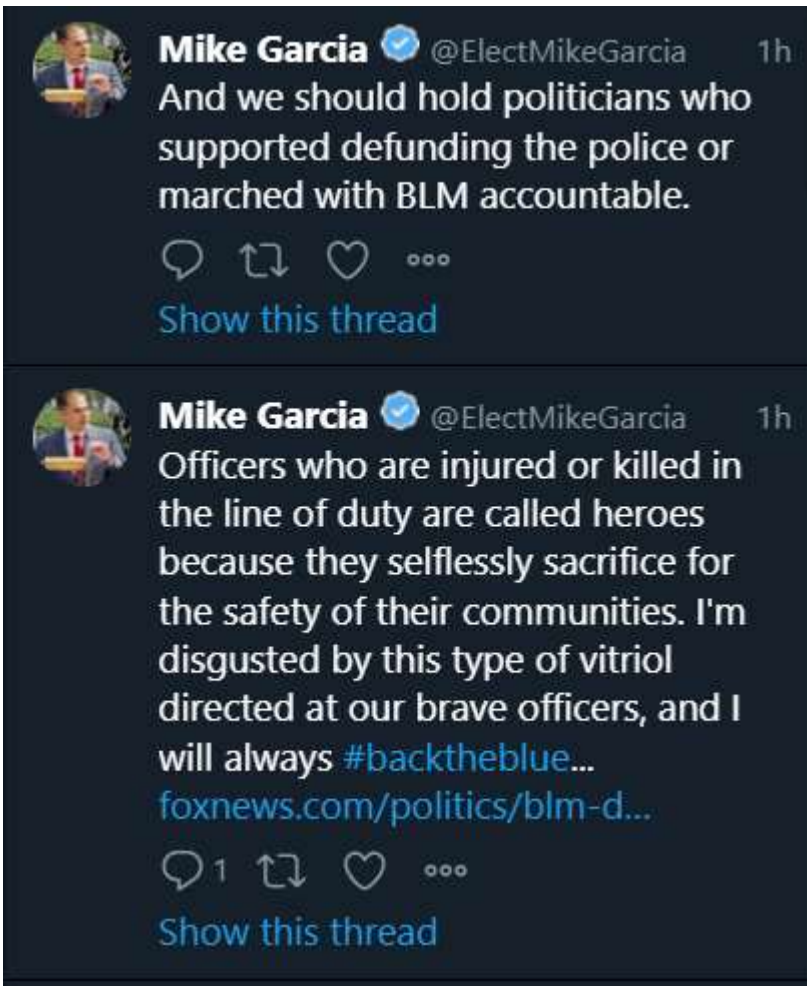 Mike Garcia @ElectMikeGarcia 1h
And we should hold politicians who
supported defunding the police or
marched with BLM accountable.
Show this thread
Mike Garcia @ElectMikeGarcia 1h
Officers who are injured or killed in
the line of duty are called heroes
because they selflessly sacrifice for
the safety of their communities. I'm
disgusted by this type of vitriol
directed at our brave officers, and I
will always #backtheblue...
foxnews.com/politics/blm-d...
1
Show this thread